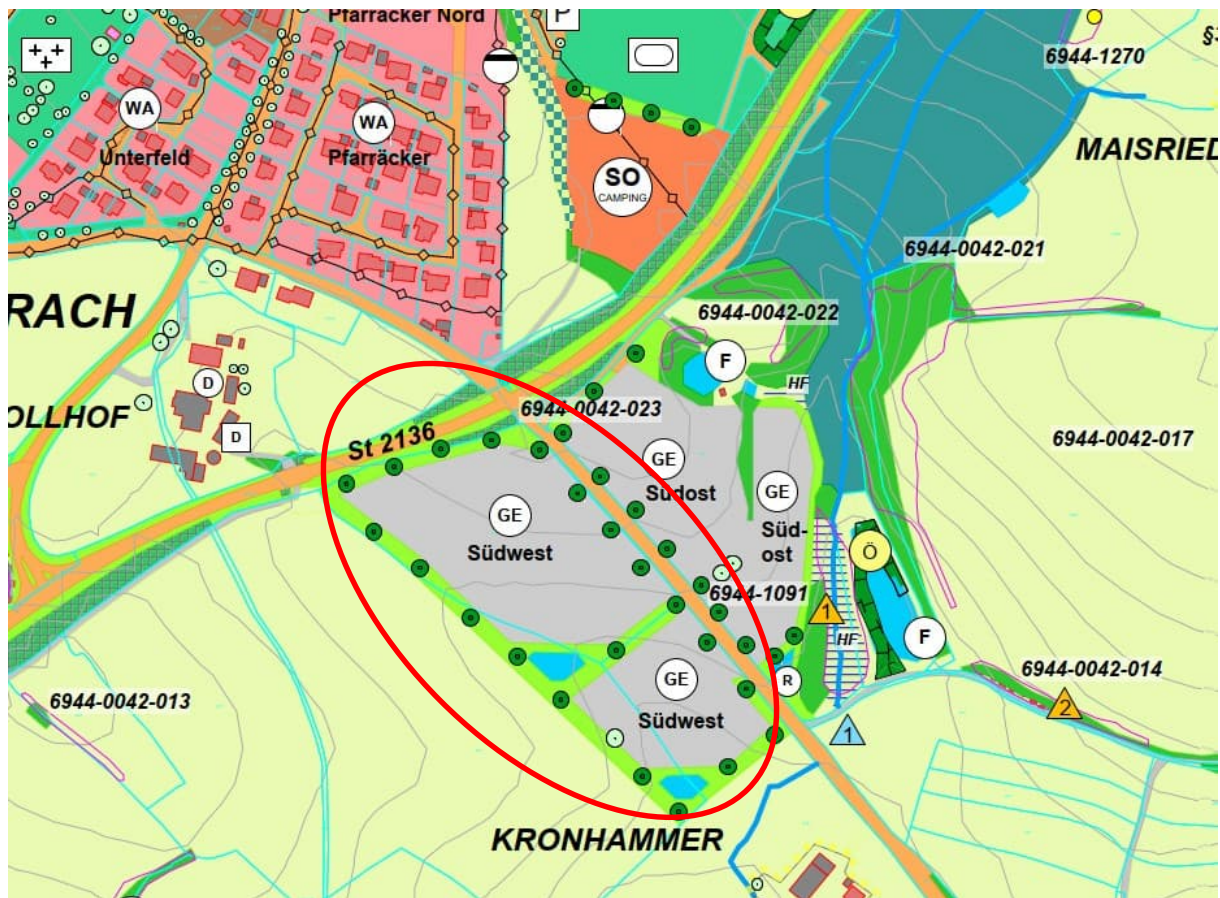 Pfarräcker Nord
P
6944-1270
WA
WA
Unterfeld
Pfarräcker
MAISRIED
SO
CAMPING
6944-0042-021
RACH
6944-0042-022
F
D
HF
OLLHOF
D
St 2136
6944-0042-023
6944-0042-017
GE
Südost
GE
Süd-
ost
GE
Südwest
Ö
6944-1091
1
HF
F
GE
Südwest
R
6944-0042-014
2
6944-0042-013
1
KRONHAMMER